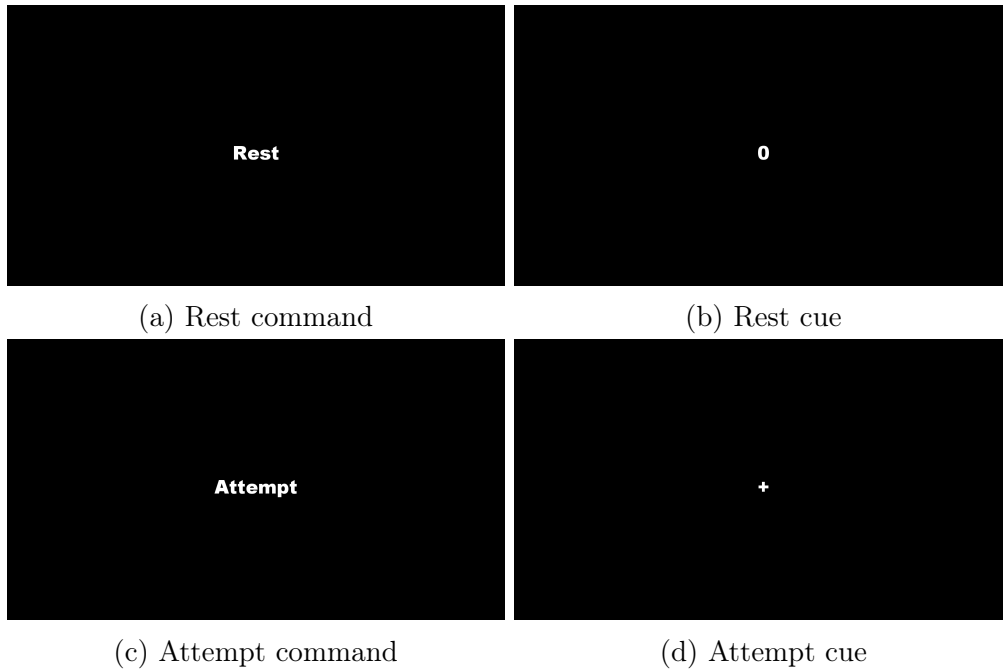 Rest
0
(a) Rest command
(b) Rest cue
Attempt
+
(c) Attempt command
(d) Attempt cue